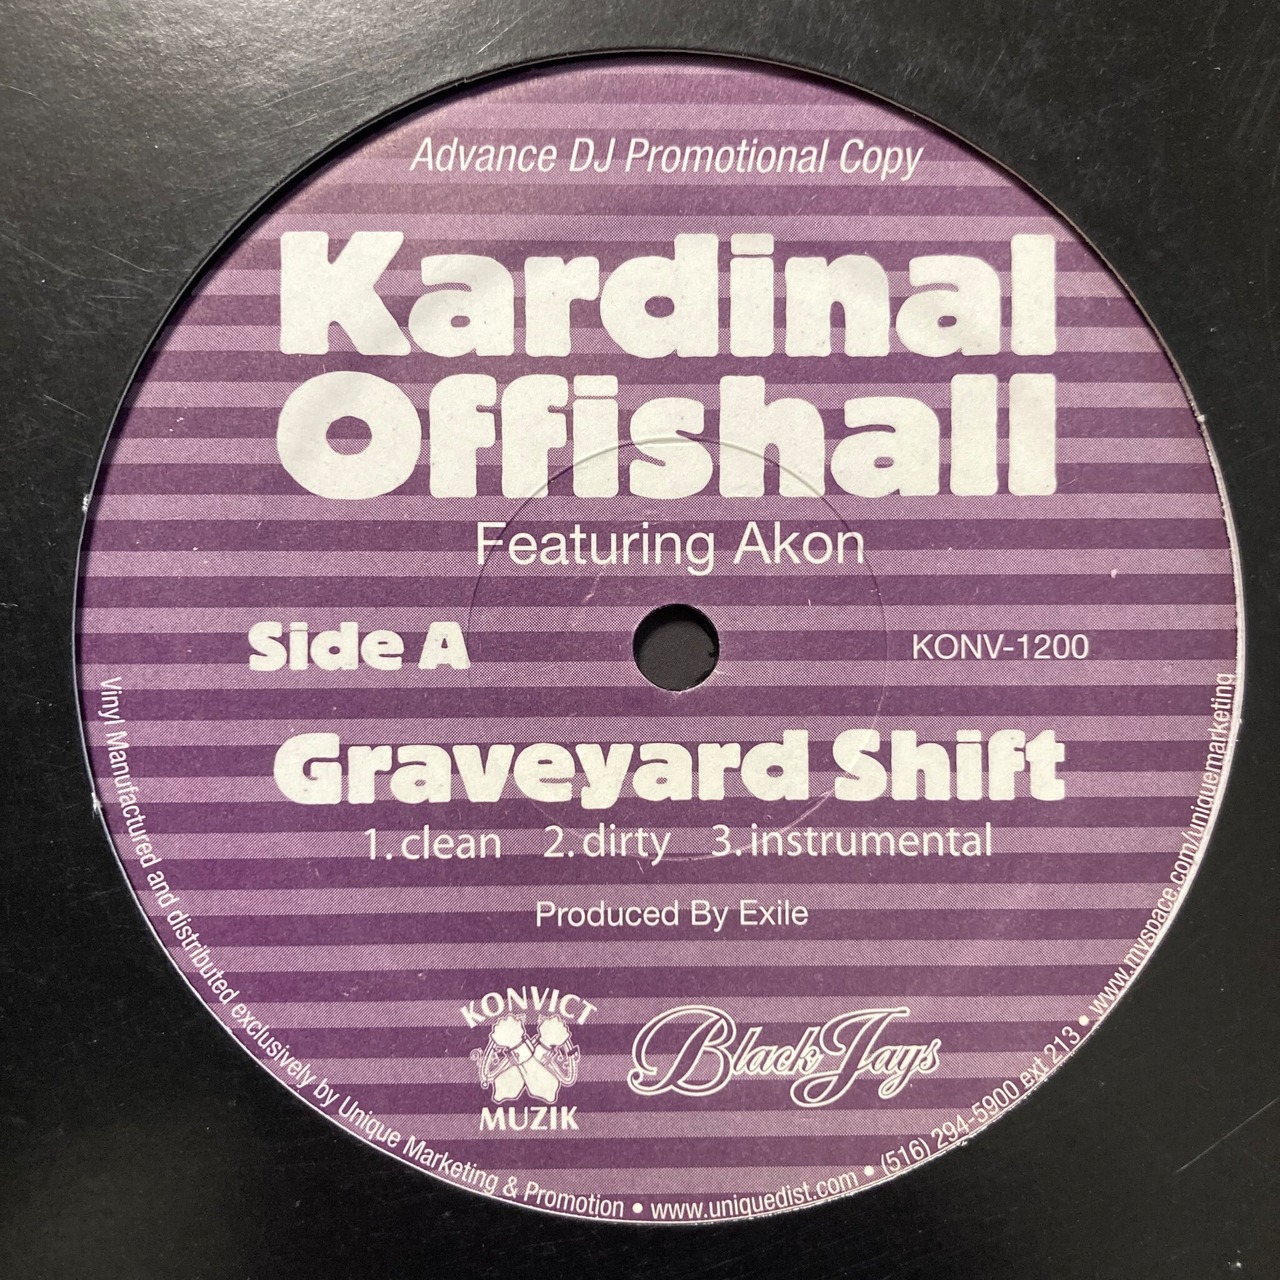 Advance DJ Promotional Copy
Kardinal
Offishall
Featuring Akon
Side A
KONV-1200
Graveyard Shift
1. clean 2. dirty 3. instrumental
Produced By Exile
KONVICT
MUZIK
Black Jays
Vinyl Manufactured and distributed exclusively by Unique Marketing & Promotion • www.uniquedist.com • (516) 294-5900 ext 213 • www.myspace.com/uniquemarketing